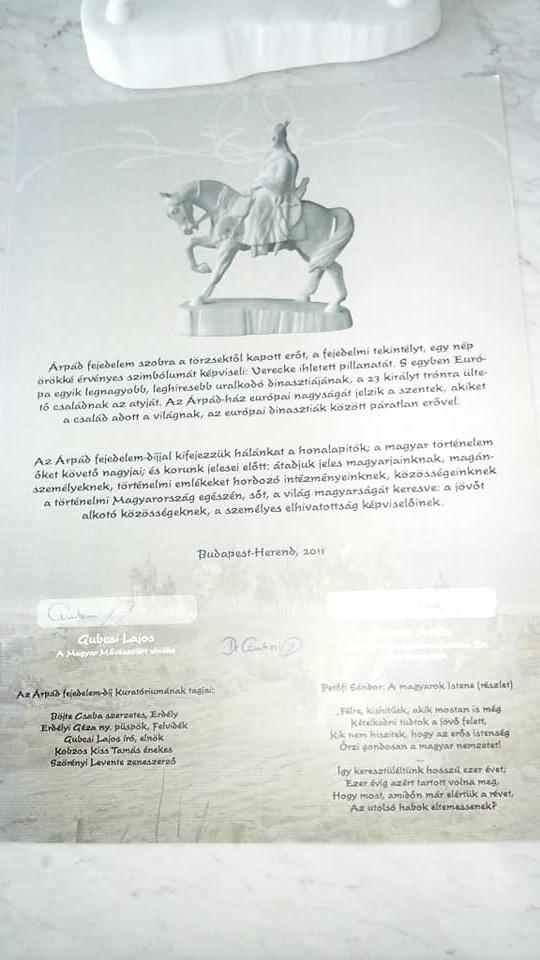 Árpád fejedelem szobra a törzsektől kapott erőt, a fejedelmi tekintélyt, egy nép
örökké érvényes szimbólumát képviseli: Verecke ihletett pillanatát. S egyben Euró-
pa egyik legnagyobb, leghíresebb uralkodó dinasztiájának, a 23 királyt trónra ülte-
tő családnak az atyját. Az Árpád-ház európai nagyságát jelzik a szentek, akiket
a család adott a világnak, az európai dinasztiák között páratlan erővel.
Az Árpád fejedelem-díjjal kifejezzük hálánkat a honalapítók; a magyar történelem
őket követő nagyjai; és korunk jelesei előtt: átadjuk jeles magyarjainknak, magán-
személyeknek, történelmi emlékeket hordozó intézményeinknek, közösségeinknek
a történelmi Magyarország egészén, sőt, a világ magyarságát keresve: a jövőt
alkotó közösségeknek, a személyes elhivatottság képviselőinek.
Budapest-Herend, 2011
Gubcsi Lajos
A Magyar Művészetért elnöke
Attila
Az Árpád fejedelem-díj Kuratóriumának tagjai:
Böjte Csaba szerzetes, Erdély
Erdélyi Géza ny. püspök, Felvidék
Gubcsi Lajos író, elnök
Kobzos Kiss Tamás énekes
Szörényi Levente zeneszerző
Petőfi Sándor: A magyarok Istene (részlet)
„Félre, kishitűek, akik mostan is még
Kételkedni tudtok a jövő felett,
Kik nem hiszitek, hogy az erős istenség
Őrzi gondosan a magyar nemzetet!
...
Így keresztüléltünk hosszú ezer évet;
Ezer évig azért tartott volna meg,
Hogy most, amidőn már elértük a révet,
Az utolsó habok eltemessenek?